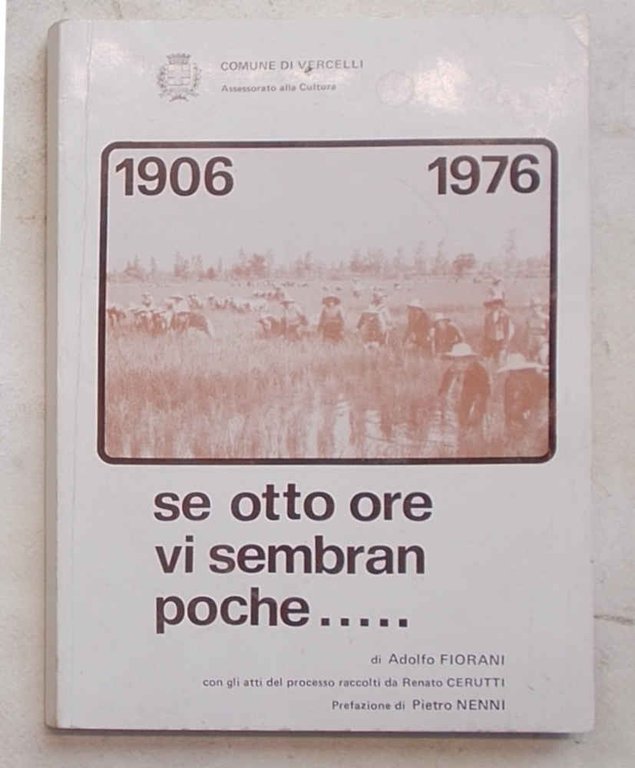 COMUNE DI VERCELLI
Assessorato alla Cultura
1906 1976
se otto ore
vi sembran
poche.....
di Adolfo FIORANI
con gli atti del processo raccolti da Renato CERUTTI
Prefazione di Pietro NENNI